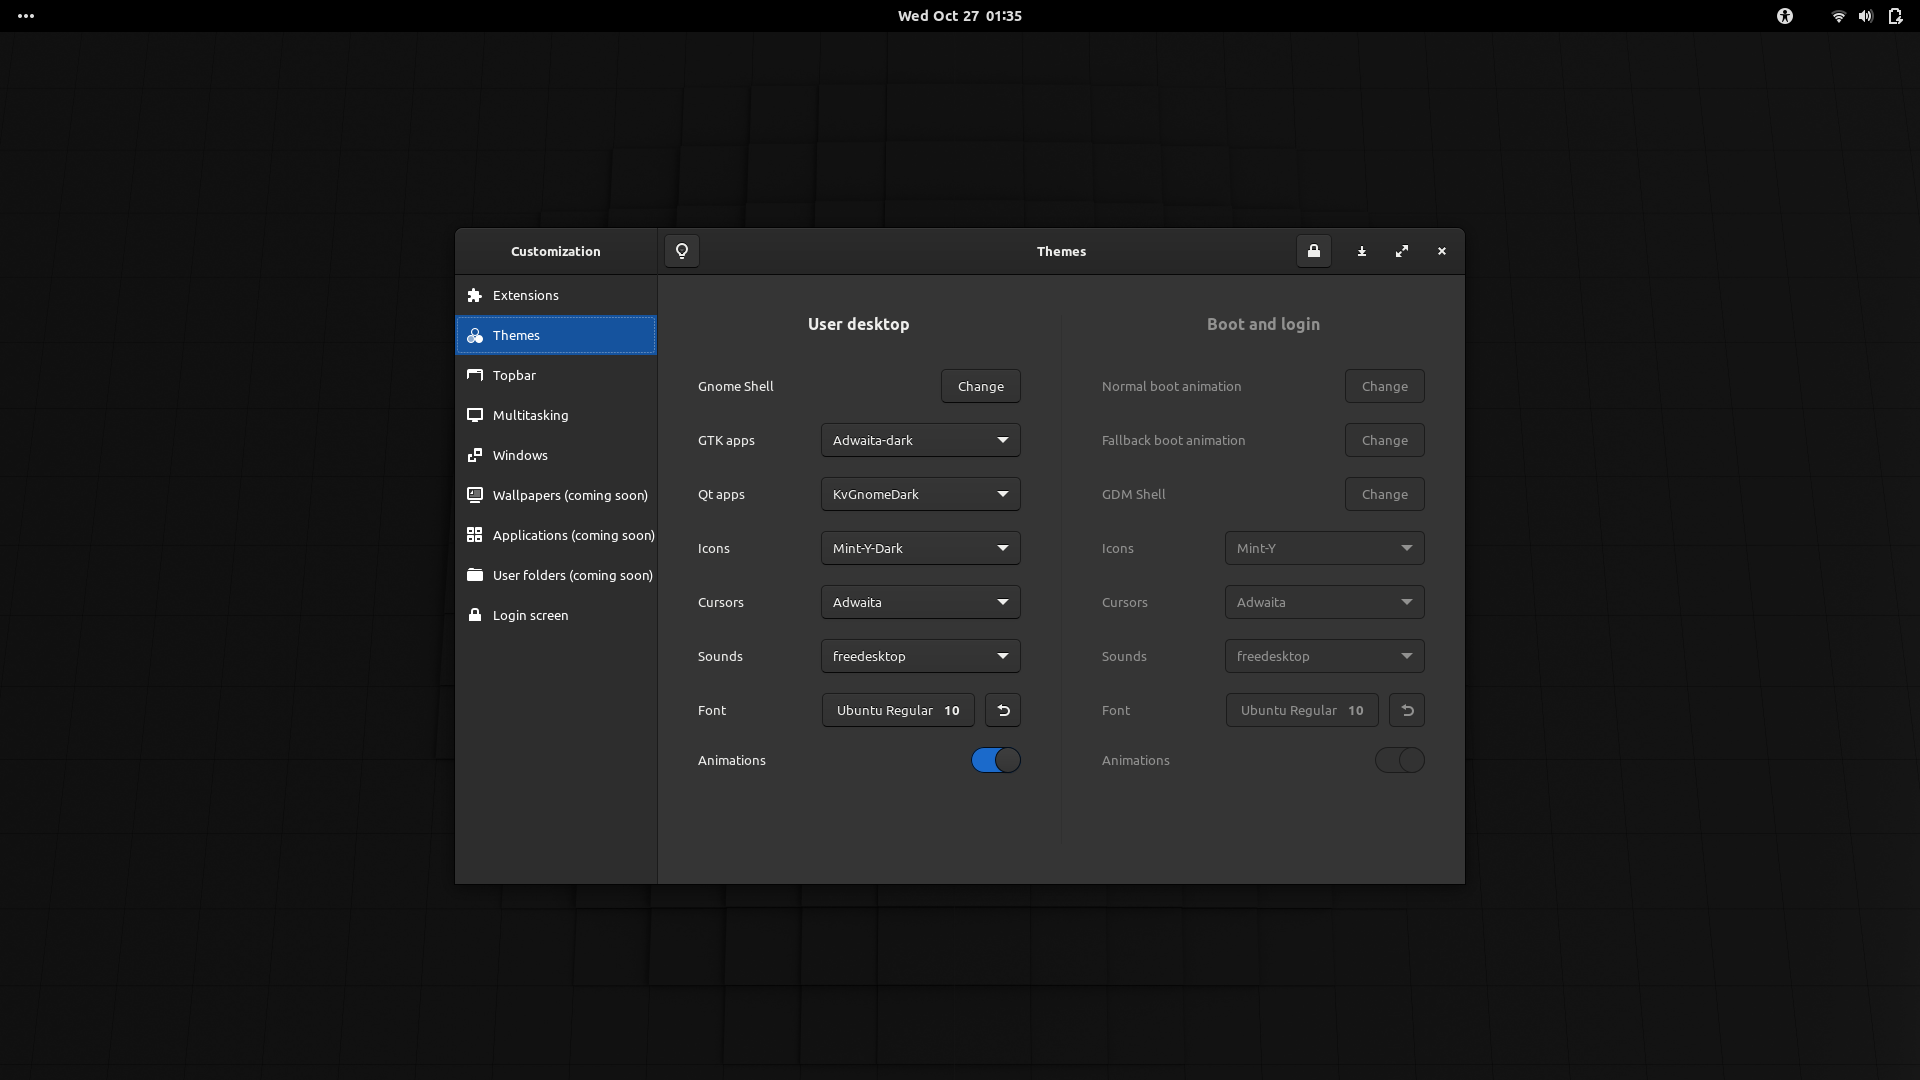 Wed Oct 27 01:35
Customization
Themes
Extensions
Themes
Topbar
Multitasking
Windows
Wallpapers (coming soon)
Applications (coming soon)
User folders (coming soon)
Login screen
User desktop
Gnome Shell Change
GTK apps Adwaita-dark
Qt apps KvGnomeDark
Icons Mint-Y-Dark
Cursors Adwaita
Sounds freedesktop
Font Ubuntu Regular 10
Animations
Boot and login
Normal boot animation Change
Fallback boot animation Change
GDM Shell Change
Icons Mint-Y
Cursors Adwaita
Sounds freedesktop
Font Ubuntu Regular 10
Animations